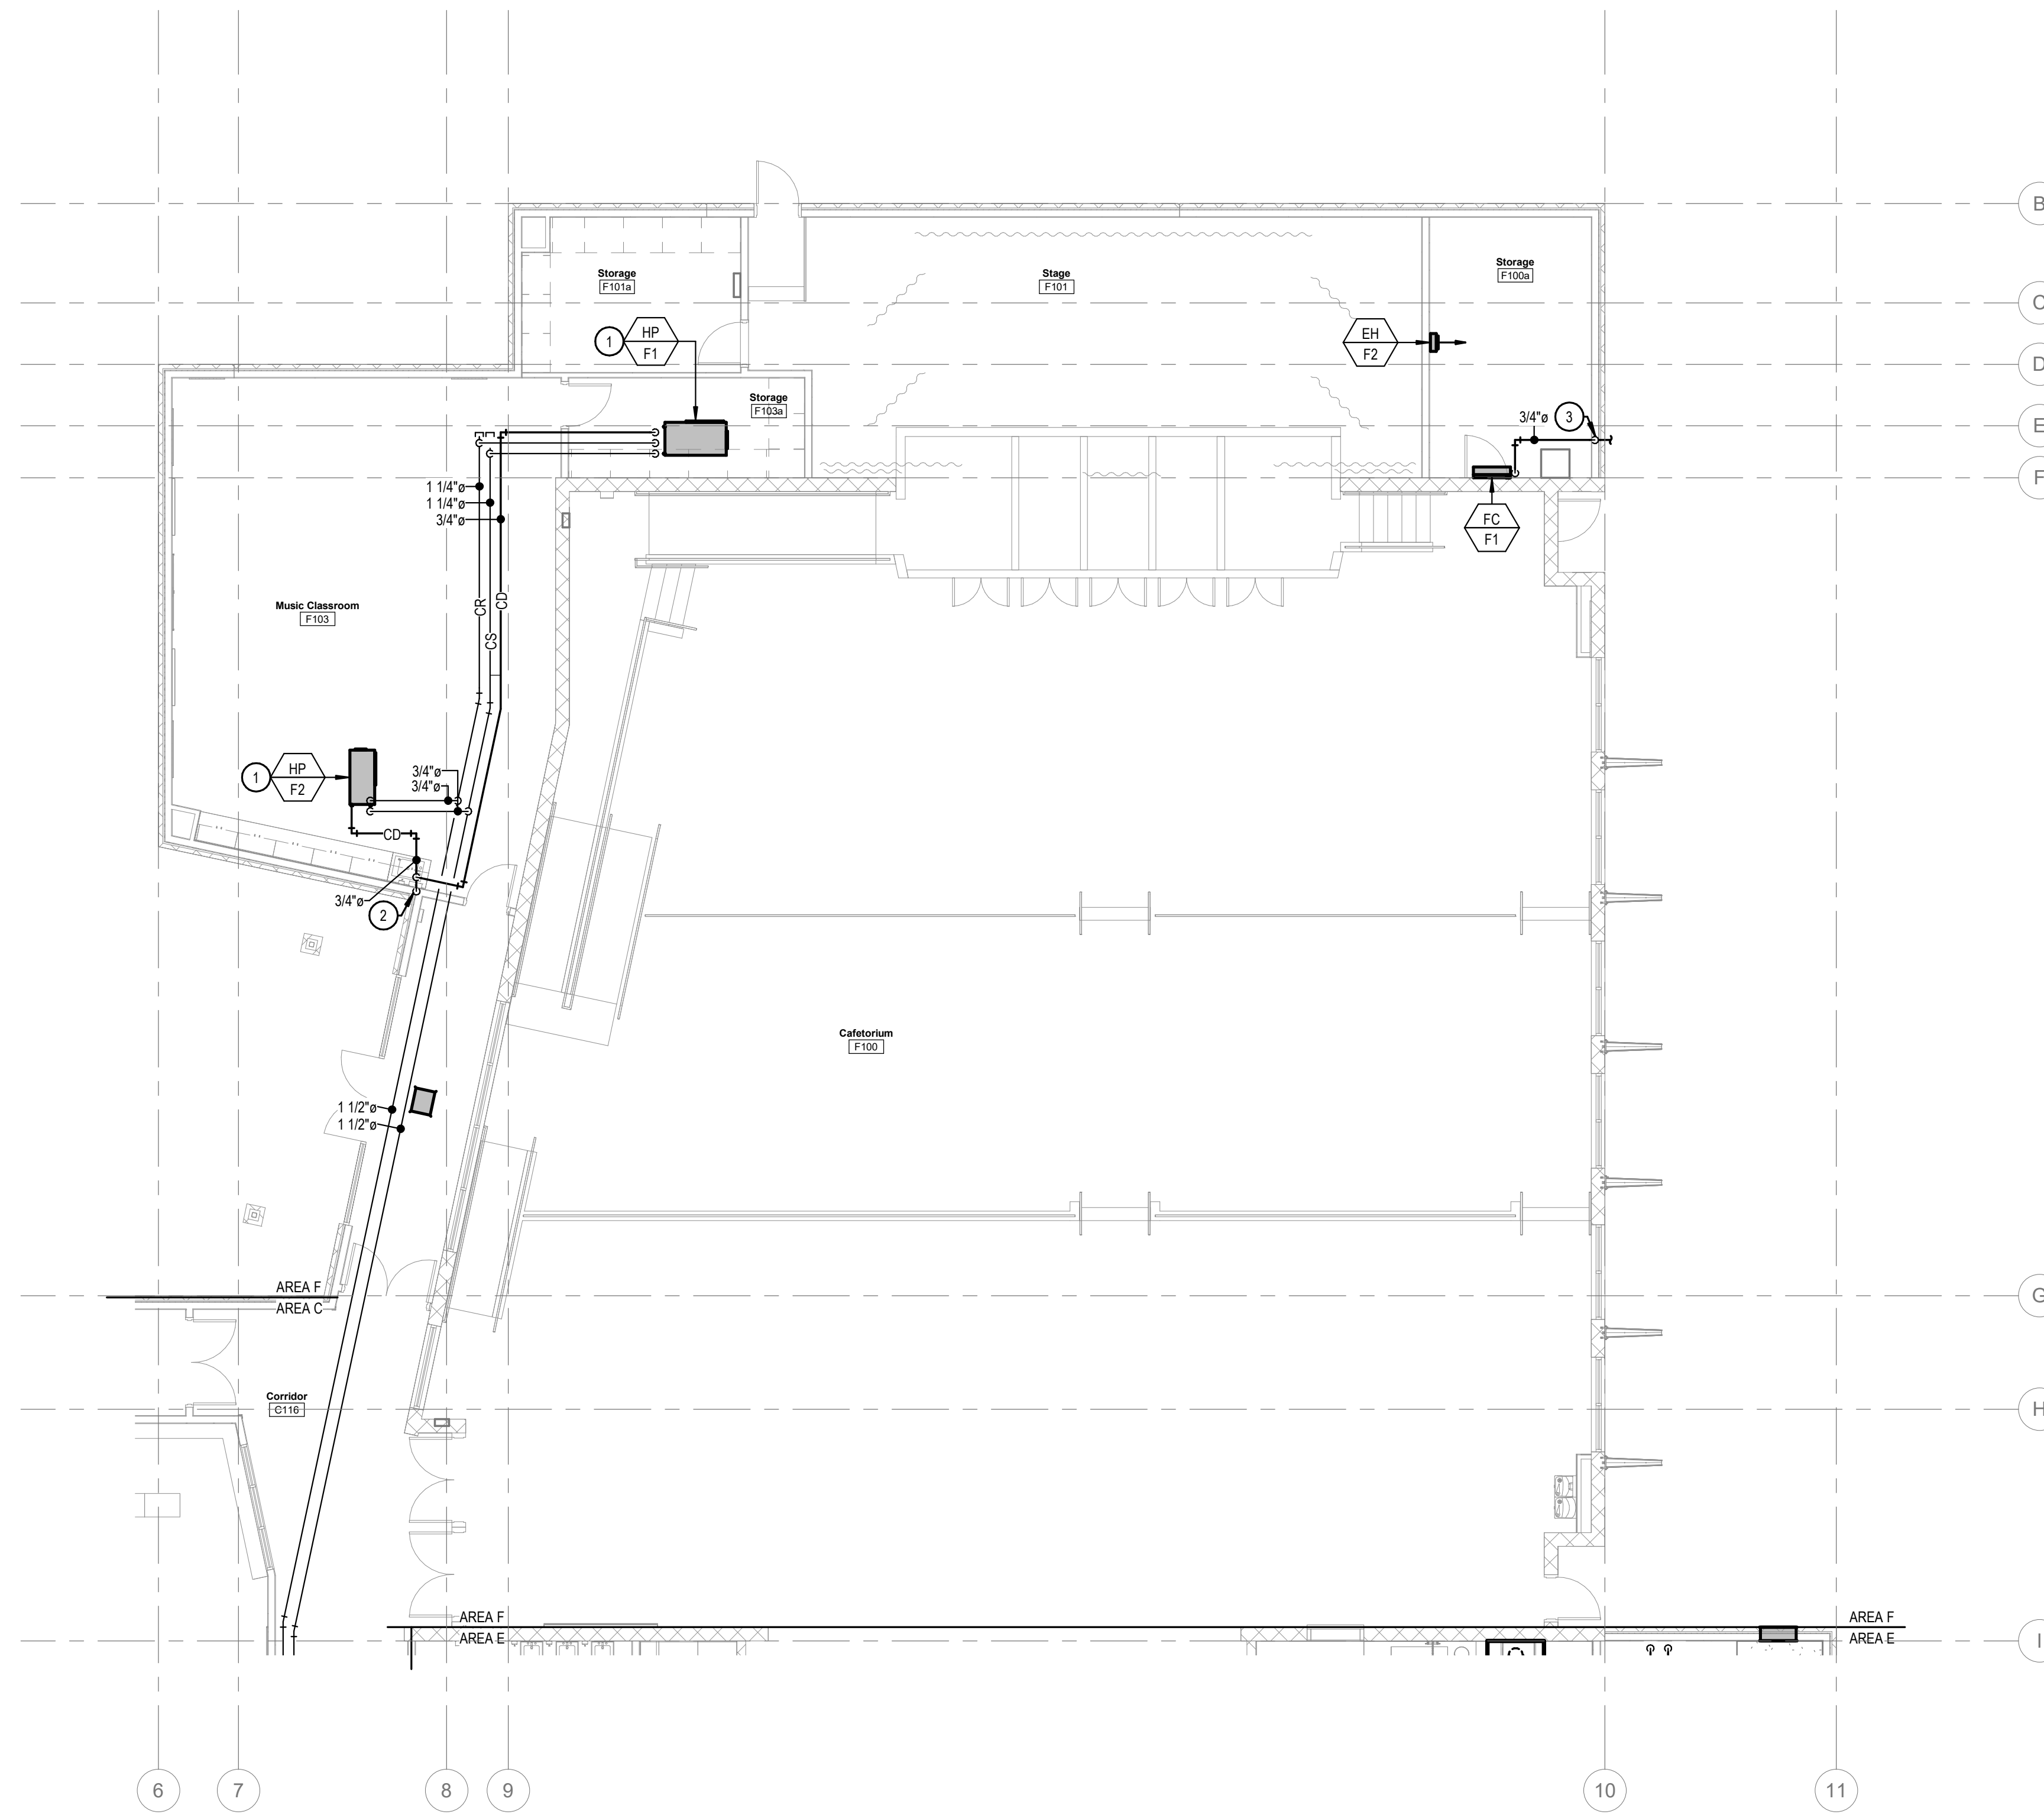 B
Storage
F101a
Stage
F101
Storage
F100a
C
1
HP
F1
EH
F2
D
Storage
F103a
3/4"ø
3
E
F
1 1/4"ø
1 1/4"ø
3/4"ø
FC
F1
CR
CS
CD
Music Classroom
F103
1
HP
F2
3/4"ø
3/4"ø
CD
3/4"ø
2
Cafetorium
F100
1 1/2"ø
1 1/2"ø
AREA F
AREA C
G
Corridor
C116
H
AREA F
AREA E
AREA F
AREA E
I
6
7
8
9
10
11